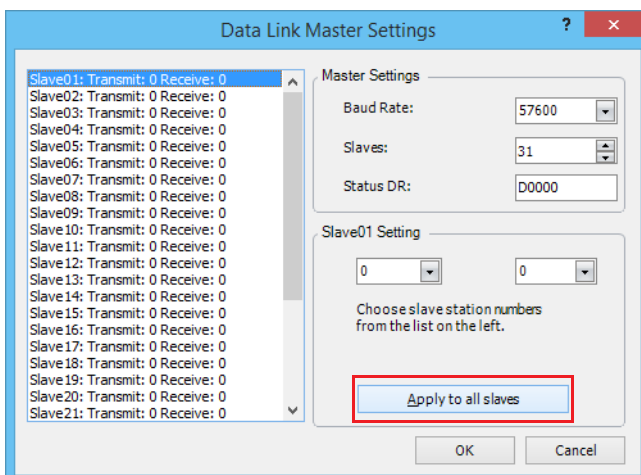 Data Link Master Settings
?
Slave01: Transmit: 0 Receive: 0
Slave02: Transmit: 0 Receive: 0
Slave03: Transmit: 0 Receive: 0
Slave04: Transmit: 0 Receive: 0
Slave05: Transmit: 0 Receive: 0
Slave06: Transmit: 0 Receive: 0
Slave07: Transmit: 0 Receive: 0
Slave08: Transmit: 0 Receive: 0
Slave09: Transmit: 0 Receive: 0
Slave10: Transmit: 0 Receive: 0
Slave11: Transmit: 0 Receive: 0
Slave12: Transmit: 0 Receive: 0
Slave13: Transmit: 0 Receive: 0
Slave14: Transmit: 0 Receive: 0
Slave15: Transmit: 0 Receive: 0
Slave16: Transmit: 0 Receive: 0
Slave17: Transmit: 0 Receive: 0
Slave18: Transmit: 0 Receive: 0
Slave19: Transmit: 0 Receive: 0
Slave20: Transmit: 0 Receive: 0
Slave21: Transmit: 0 Receive: 0
Master Settings
Baud Rate: 57600
Slaves: 31
Status DR: D0000
Slave01 Setting
0 0
Choose slave station numbers
from the list on the left.
Apply to all slaves
OK Cancel